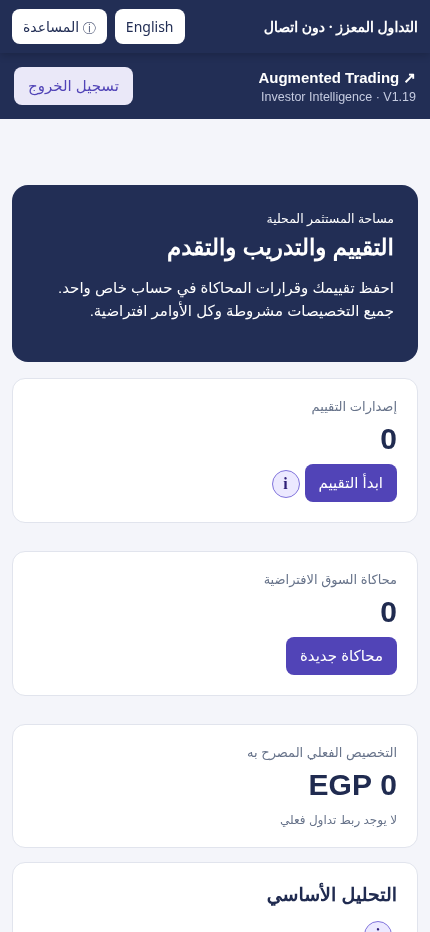 التداول المعزز · دون اتصال
English
ⓘ المساعدة
Augmented Trading ↗
Investor Intelligence · V1.19
تسجيل الخروج
مساحة المستثمر المحلية
التقييم والتدريب والتقدم
احفظ تقييمك وقرارات المحاكاة في حساب خاص واحد.
جميع التخصيصات مشروطة وكل الأوامر افتراضية.
إصدارات التقييم
0
ابدأ التقييم
i
محاكاة السوق الافتراضية
0
محاكاة جديدة
التخصيص الفعلي المصرح به
EGP 0
لا يوجد ربط تداول فعلي
التحليل الأساسي
i